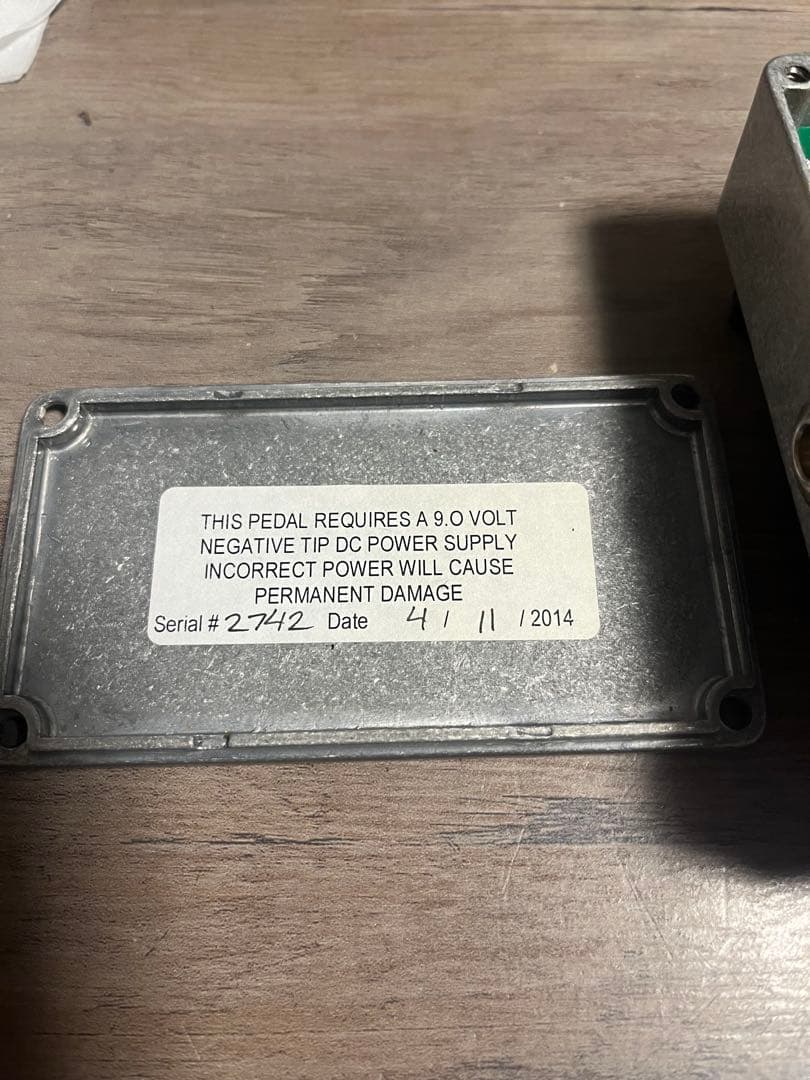 THIS PEDAL REQUIRES A 9.O VOLT
NEGATIVE TIP DC POWER SUPPLY
INCORRECT POWER WILL CAUSE
PERMANENT DAMAGE
Serial # 2742 Date 4 / 11 / 2014